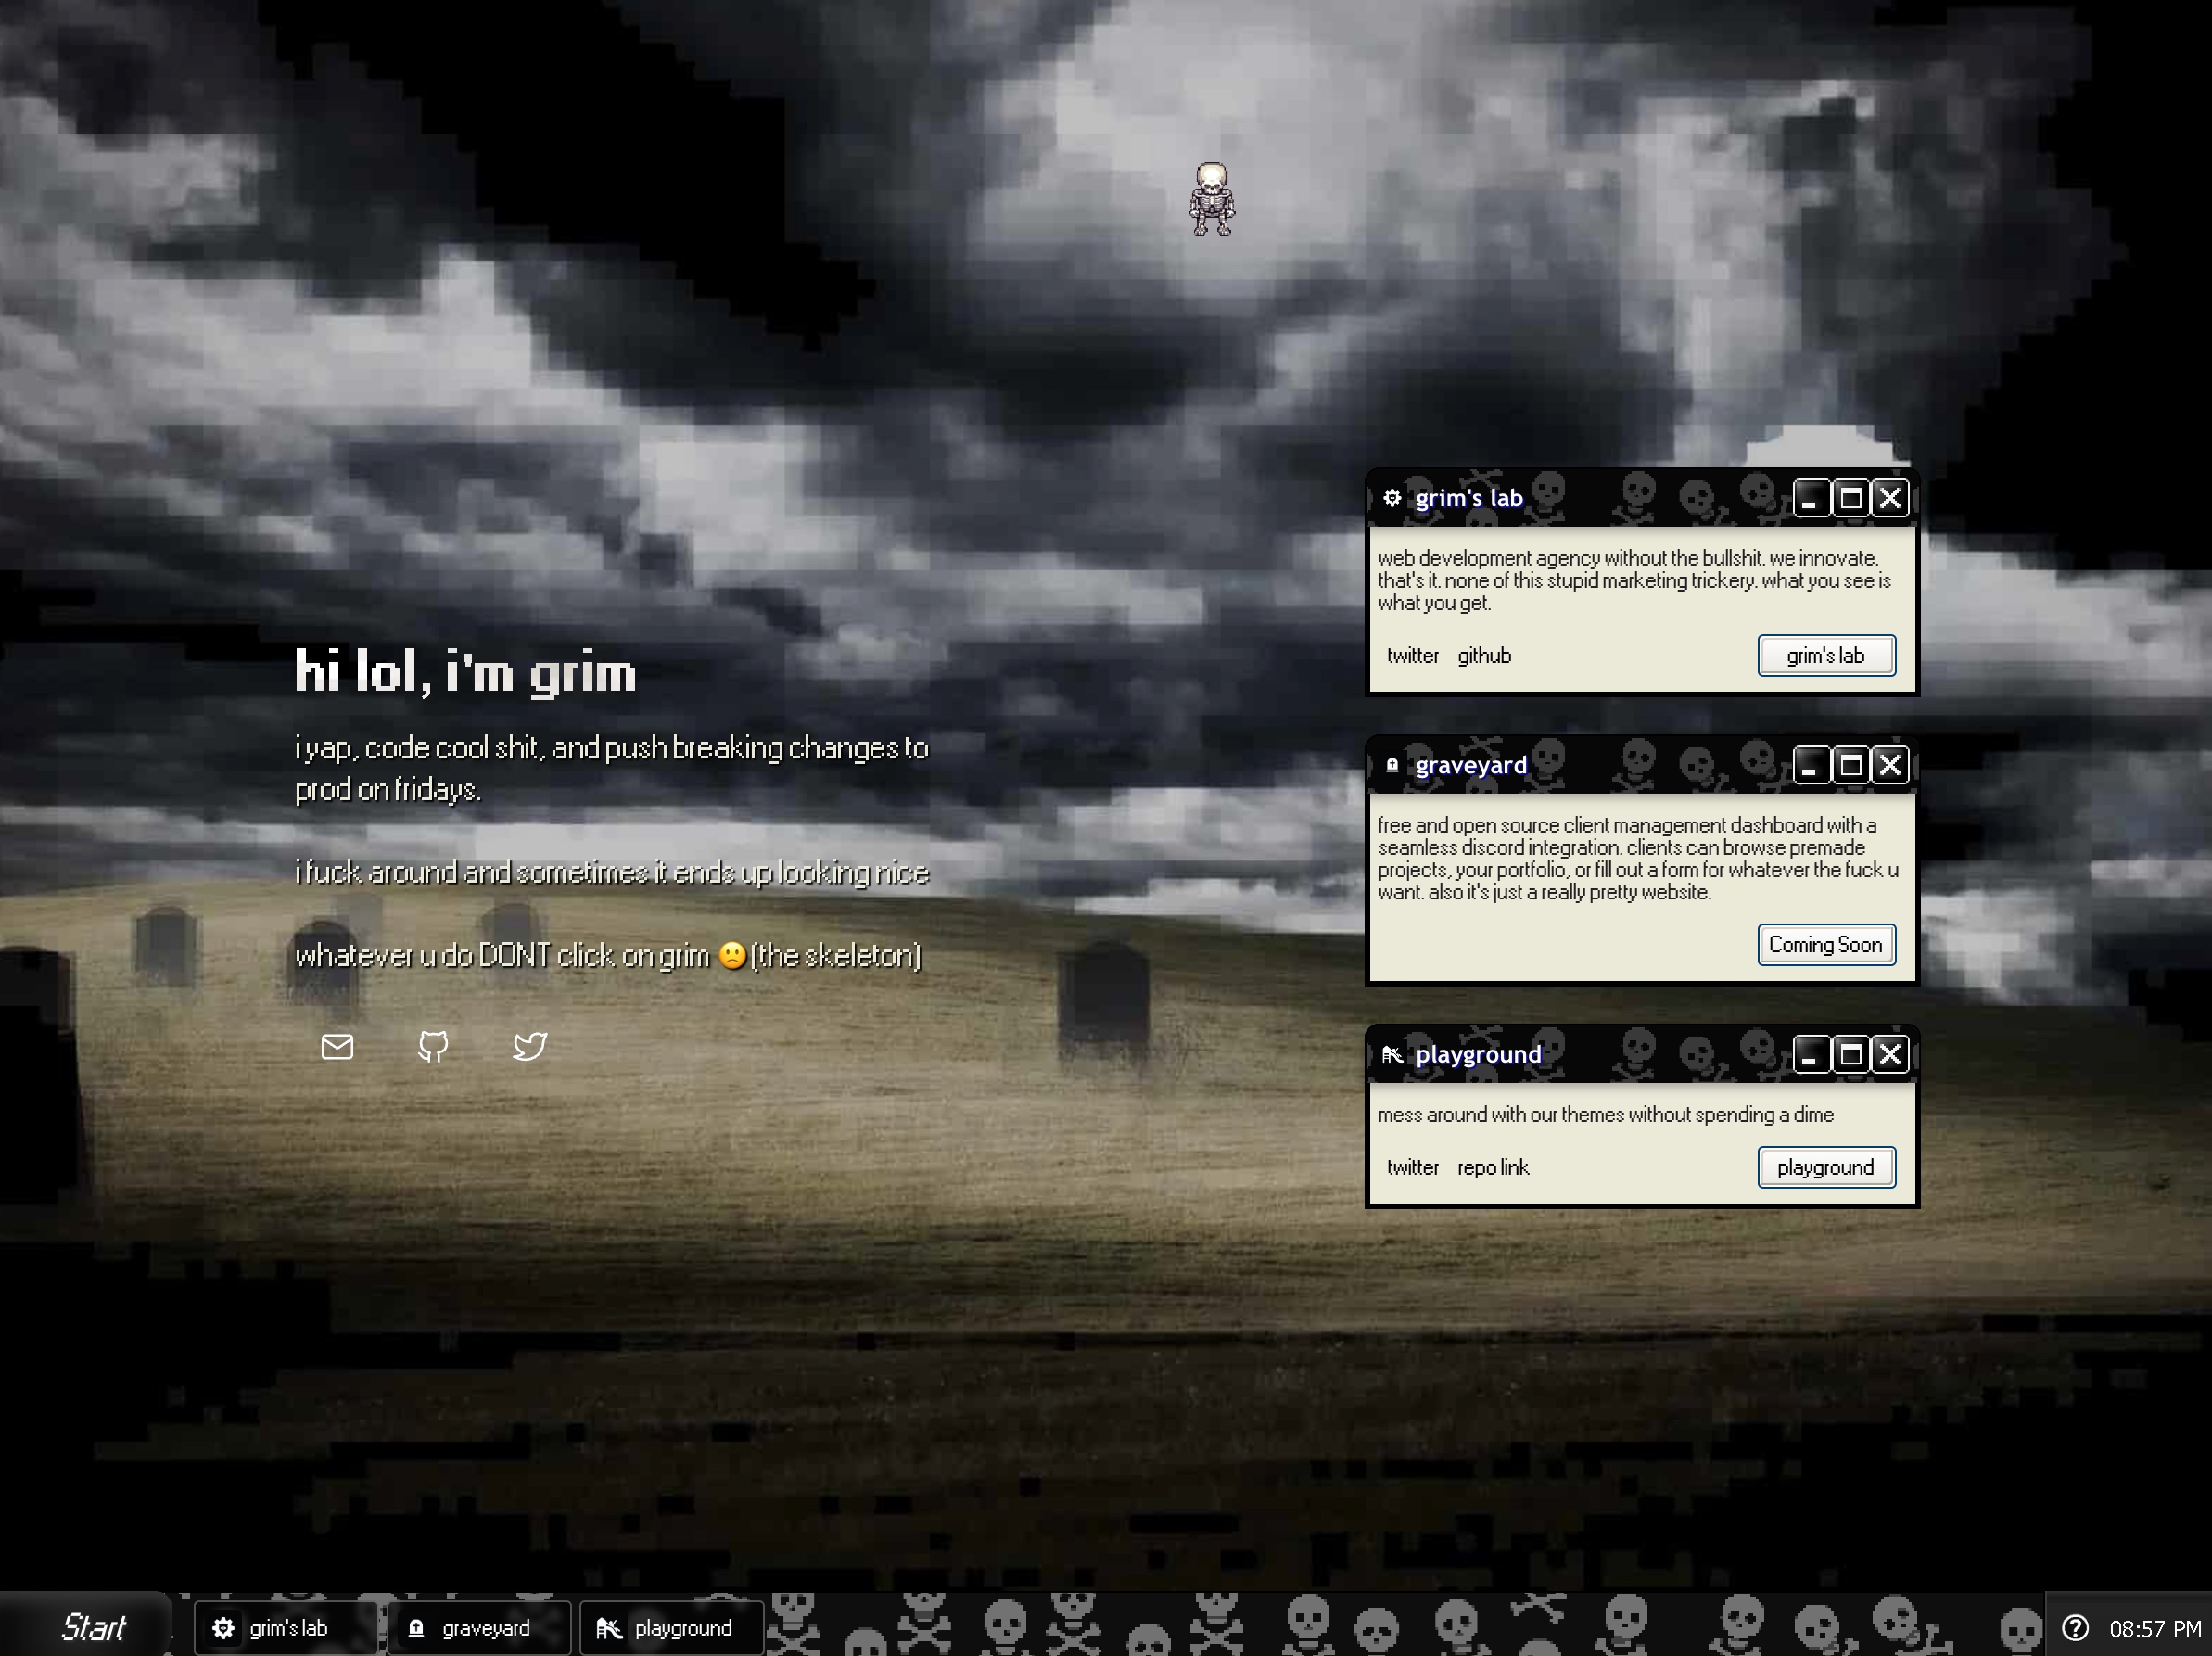 hi lol, i'm grim
i yap, code cool shit, and push breaking changes to
prod on fridays.
i fuck around and sometimes it ends up looking nice
whatever u do DONT click on grim 🙁 (the skeleton)
grim's lab
web development agency without the bullshit. we innovate.
that's it. none of this stupid marketing trickery. what you see is
what you get.
twitter github grim's lab
graveyard
free and open source client management dashboard with a
seamless discord integration. clients can browse premade
projects, your portfolio, or fill out a form for whatever the fuck u
want. also it's just a really pretty website.
Coming Soon
playground
mess around with our themes without spending a dime
twitter repo link playground
Start grim's lab graveyard playground 08:57 PM